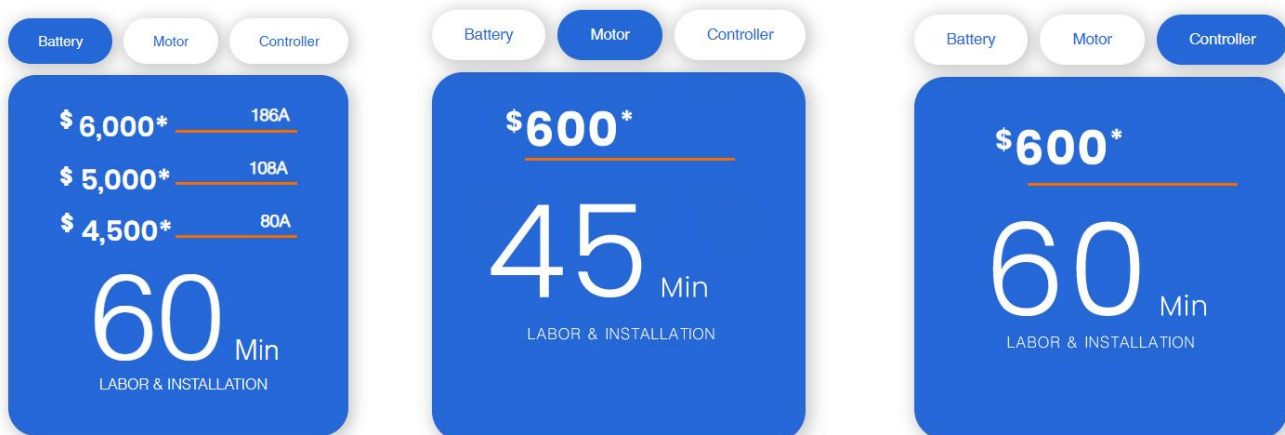 Battery Motor Controller
$ 6,000* 186A
$ 5,000* 108A
$ 4,500* 80A
60 Min
LABOR & INSTALLATION
Battery Motor Controller
$600*
45 Min
LABOR & INSTALLATION
Battery Motor Controller
$600*
60 Min
LABOR & INSTALLATION